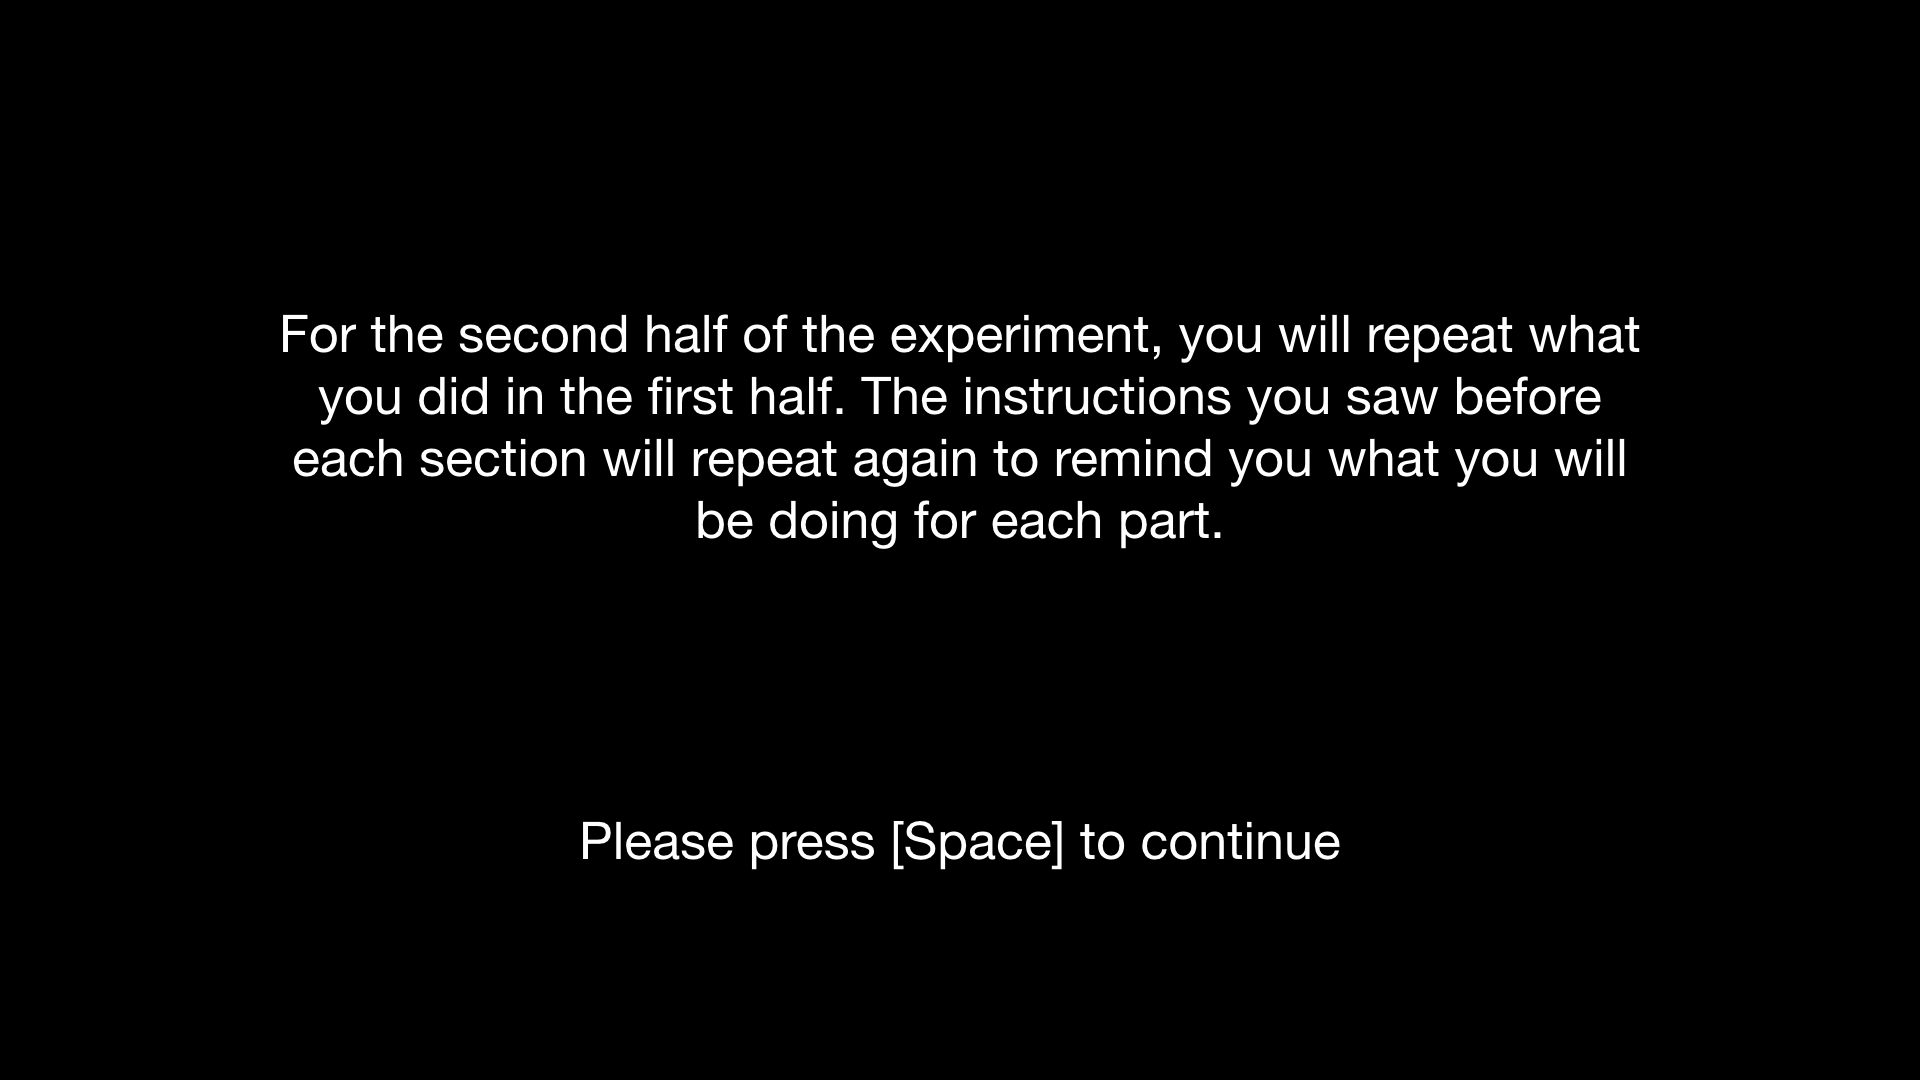 For the second half of the experiment, you will repeat what
you did in the first half. The instructions you saw before
each section will repeat again to remind you what you will
be doing for each part.
Please press [Space] to continue